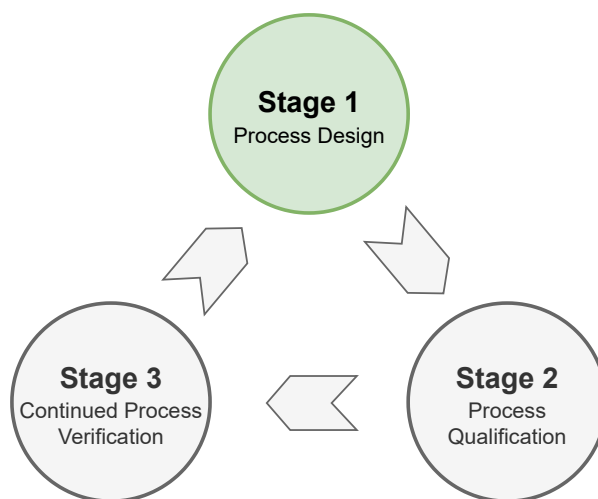 Stage 1
Process Design
Stage 2
Process
Qualification
Stage 3
Continued Process
Verification